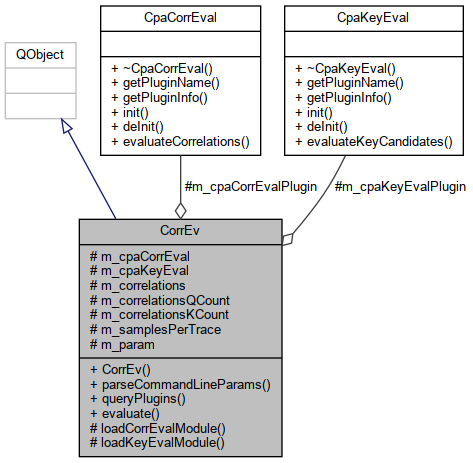 QObject
CpaCorrEval
+ ~CpaCorrEval()
+ getPluginName()
+ getPluginInfo()
+ init()
+ deInit()
+ evaluateCorrelations()
CpaKeyEval
+ ~CpaKeyEval()
+ getPluginName()
+ getPluginInfo()
+ init()
+ deInit()
+ evaluateKeyCandidates()
#m_cpaCorrEvalPlugin
#m_cpaKeyEvalPlugin
CorrEv
# m_cpaCorrEval
# m_cpaKeyEval
# m_correlations
# m_correlationsQCount
# m_correlationsKCount
# m_samplesPerTrace
# m_param
+ CorrEv()
+ parseCommandLineParams()
+ queryPlugins()
+ evaluate()
# loadCorrEvalModule()
# loadKeyEvalModule()